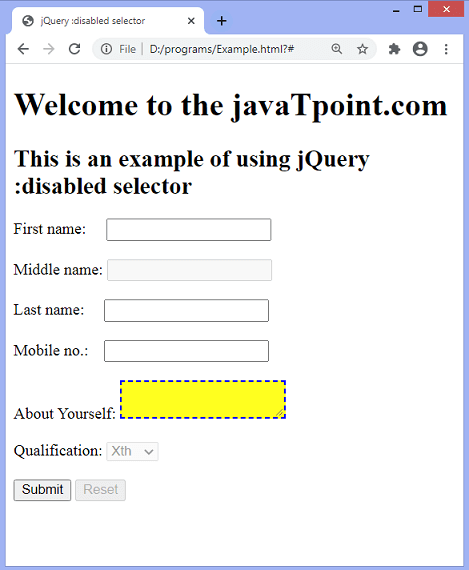 jQuery :disabled selector
File | D:/programs/Example.html?#
Welcome to the javaTpoint.com
This is an example of using jQuery
:disabled selector
First name:
Middle name:
Last name:
Mobile no.:
About Yourself:
Qualification: Xth
Submit Reset